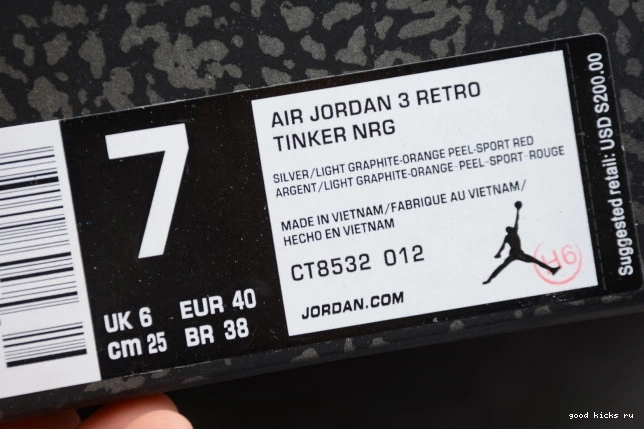 7
UK 6 EUR 40
cm 25 BR 38
AIR JORDAN 3 RETRO
TINKER NRG
SILVER/LIGHT GRAPHITE-ORANGE PEEL-SPORT RED
ARGENT/LIGHT GRAPHITE-ORANGE-PEEL-SPORT-ROUGE
MADE IN VIETNAM/FABRIQUE AU VIETNAM/
HECHO EN VIETNAM
CT8532 012
JORDAN.COM
Suggested retail: USD $200.00
good kicks ru